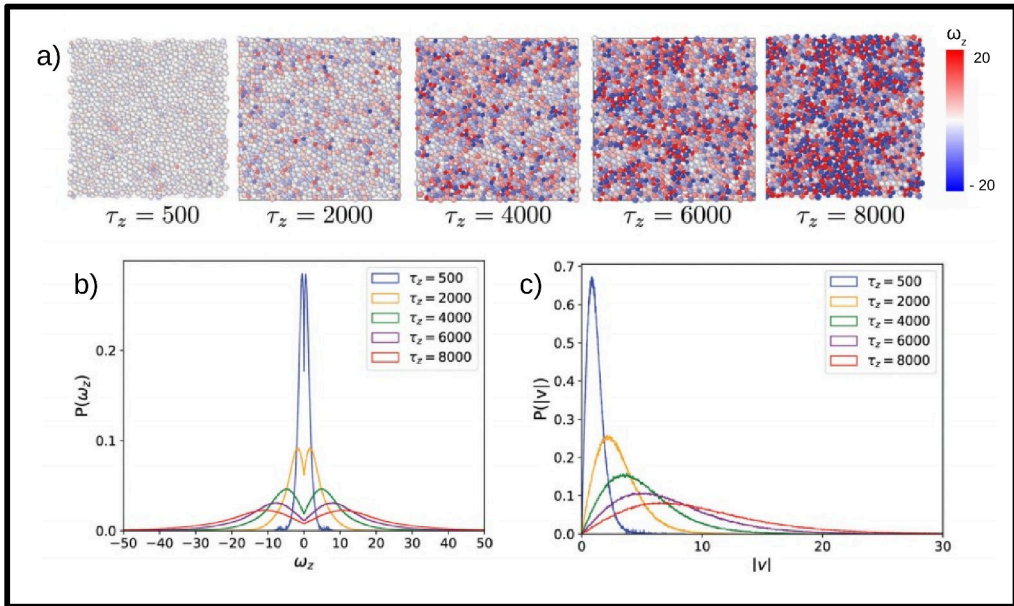 a)
ω_z
20
- 20
τ_z = 500
τ_z = 2000
τ_z = 4000
τ_z = 6000
τ_z = 8000
b)
τ_z = 500
τ_z = 2000
τ_z = 4000
τ_z = 6000
τ_z = 8000
P(ω_z)
0.2
0.1
0.0
−50 −40 −30 −20 −10 0 10 20 30 40 50
ω_z
c)
τ_z = 500
τ_z = 2000
τ_z = 4000
τ_z = 6000
τ_z = 8000
P(|v|)
0.7
0.6
0.5
0.4
0.3
0.2
0.1
0.0
0 10 20 30
|v|